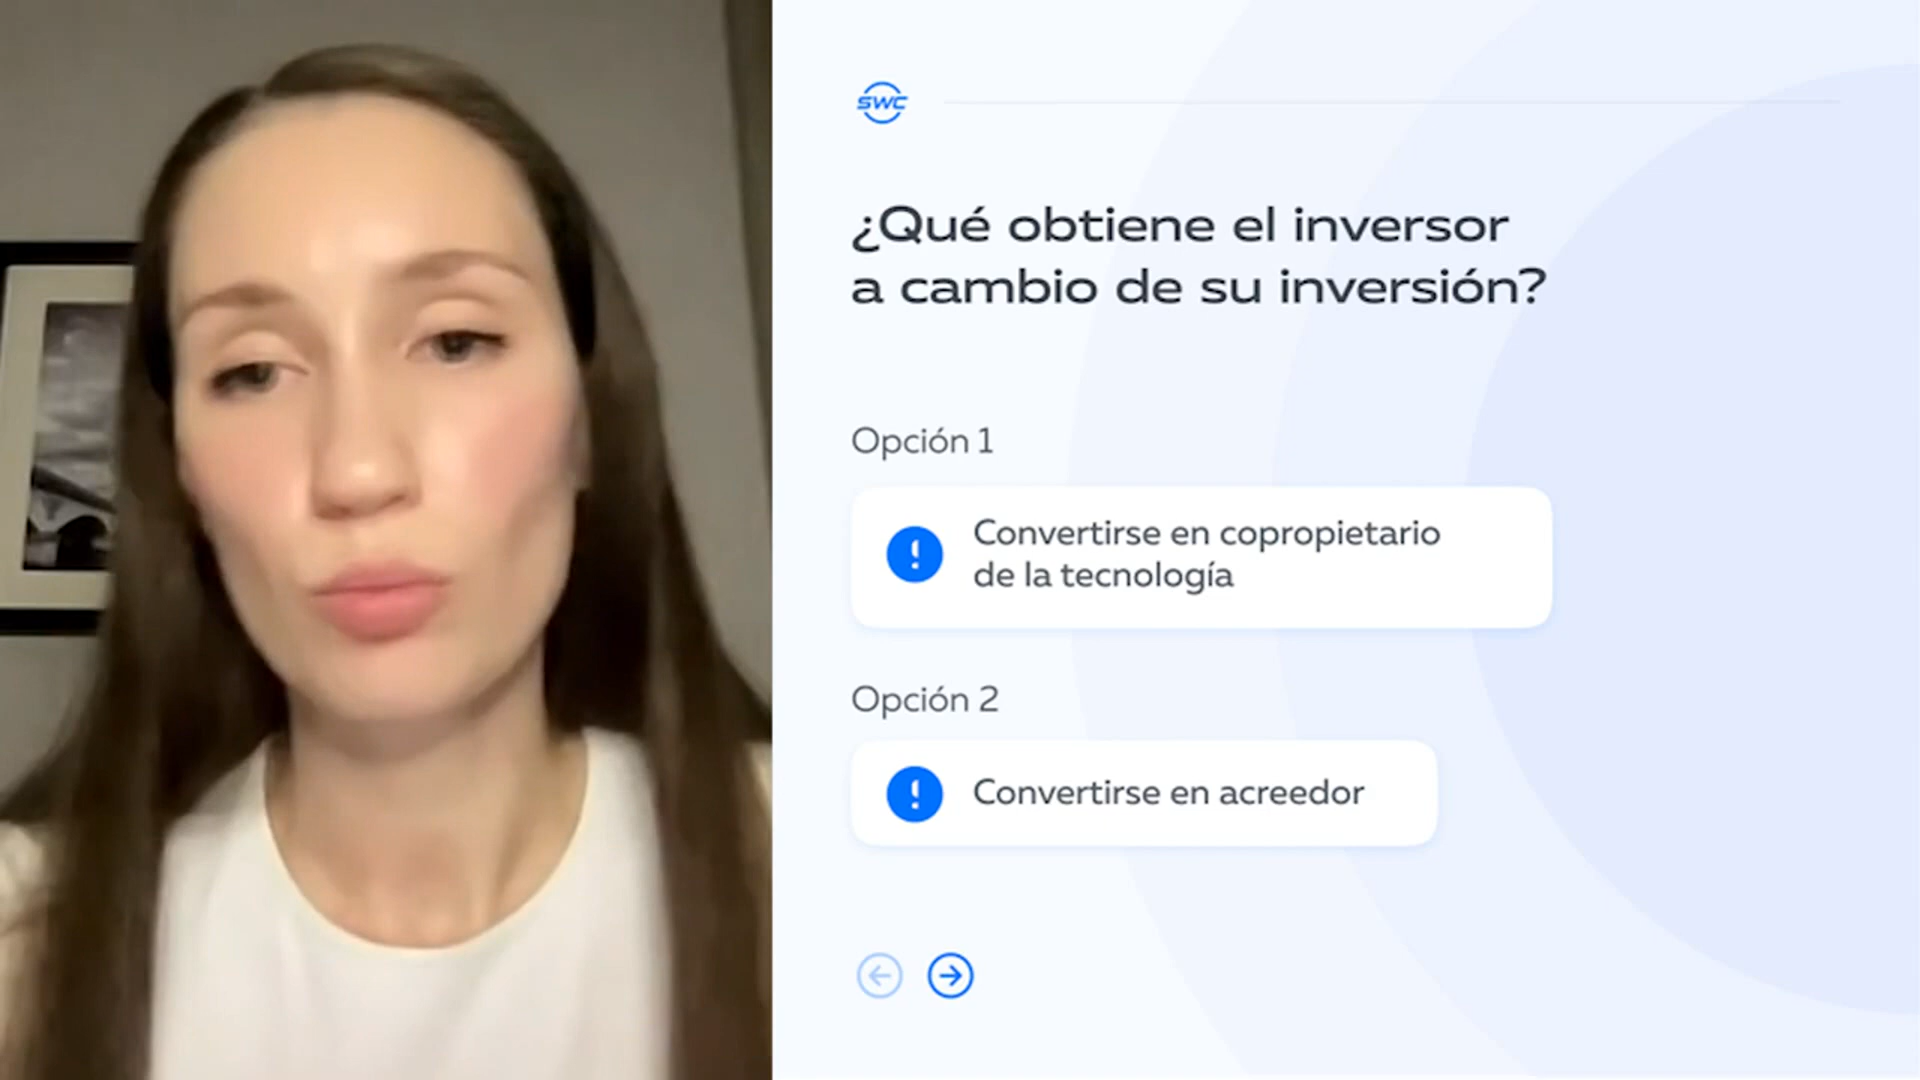 SWC
¿Qué obtiene el inversor
a cambio de su inversión?
Opción 1
Convertirse en copropietario
de la tecnología
Opción 2
Convertirse en acreedor